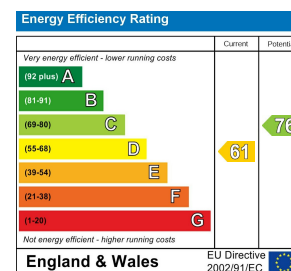 Energy Efficiency Rating
Current Potenti
Very energy efficient - lower running costs
(92 plus) A
(81-91) B
(69-80) C 76
(55-68) D 61
(39-54) E
(21-38) F
(1-20) G
Not energy efficient - higher running costs
England & Wales
EU Directive
2002/91/EC